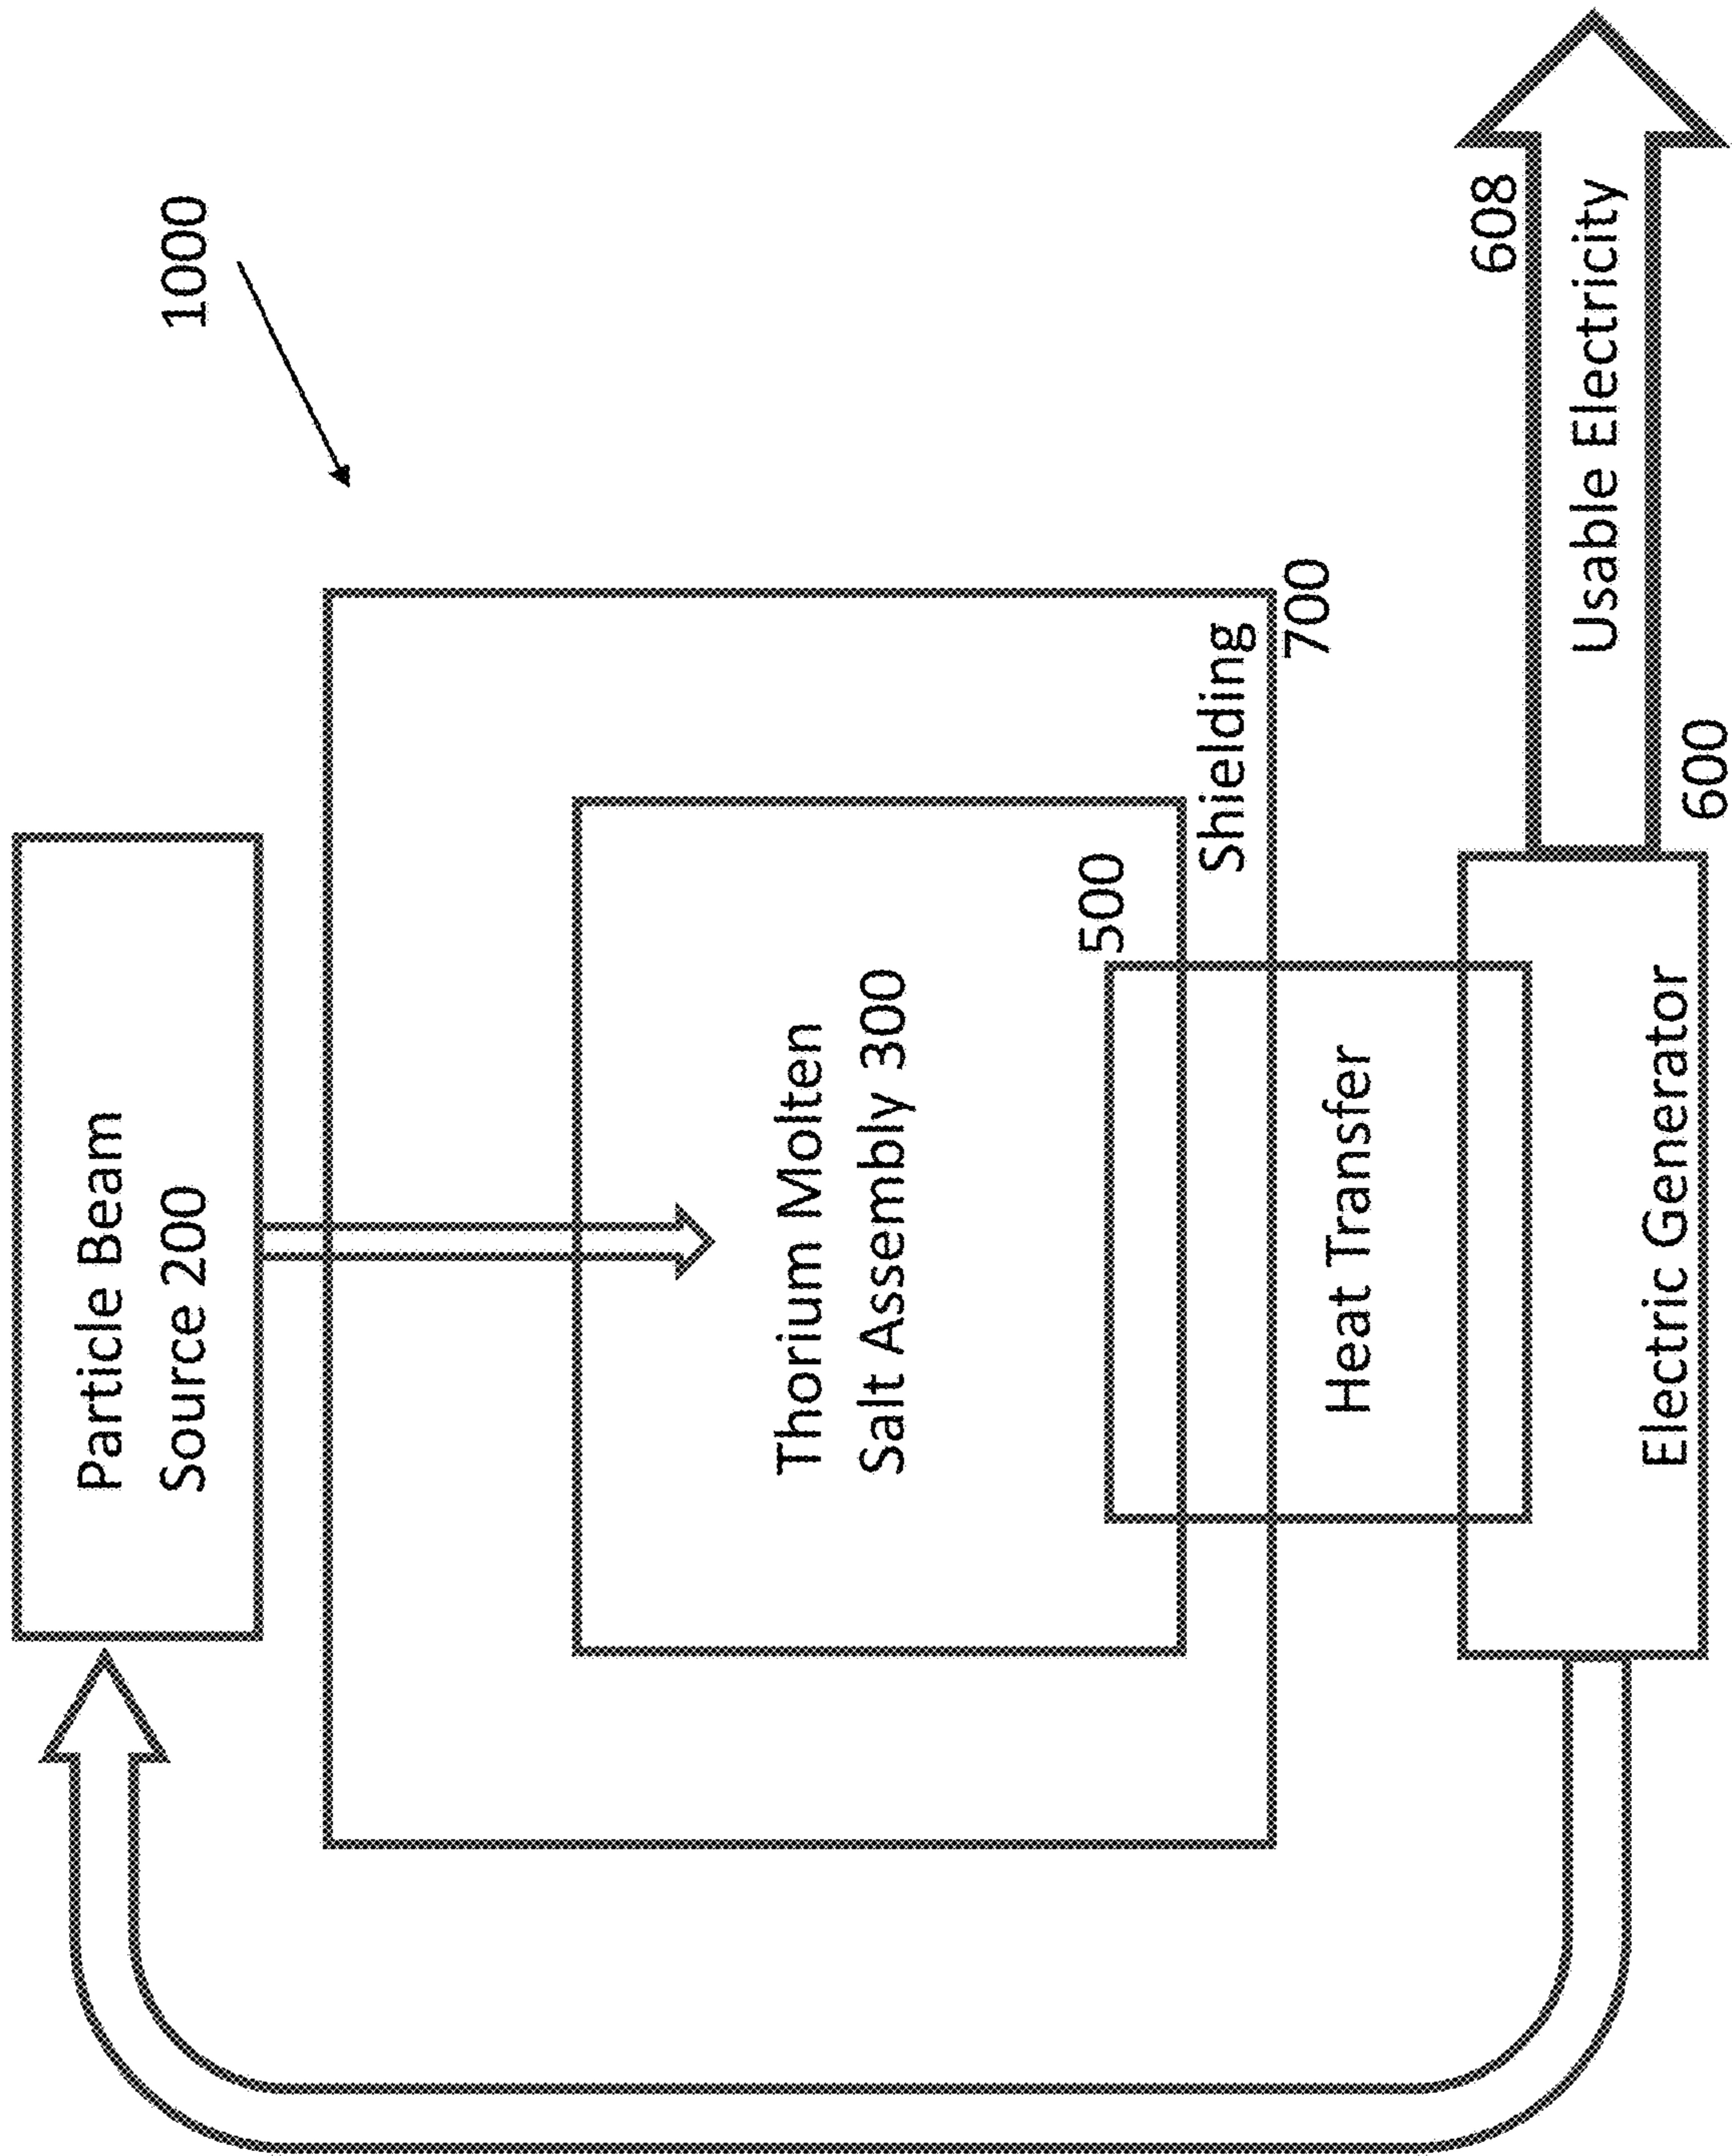 1000
Particle Beam
Source 200
Thorium Molten
Salt Assembly 300
500
Shielding
700
Heat Transfer
608
Usable Electricity
Electric Generator
600